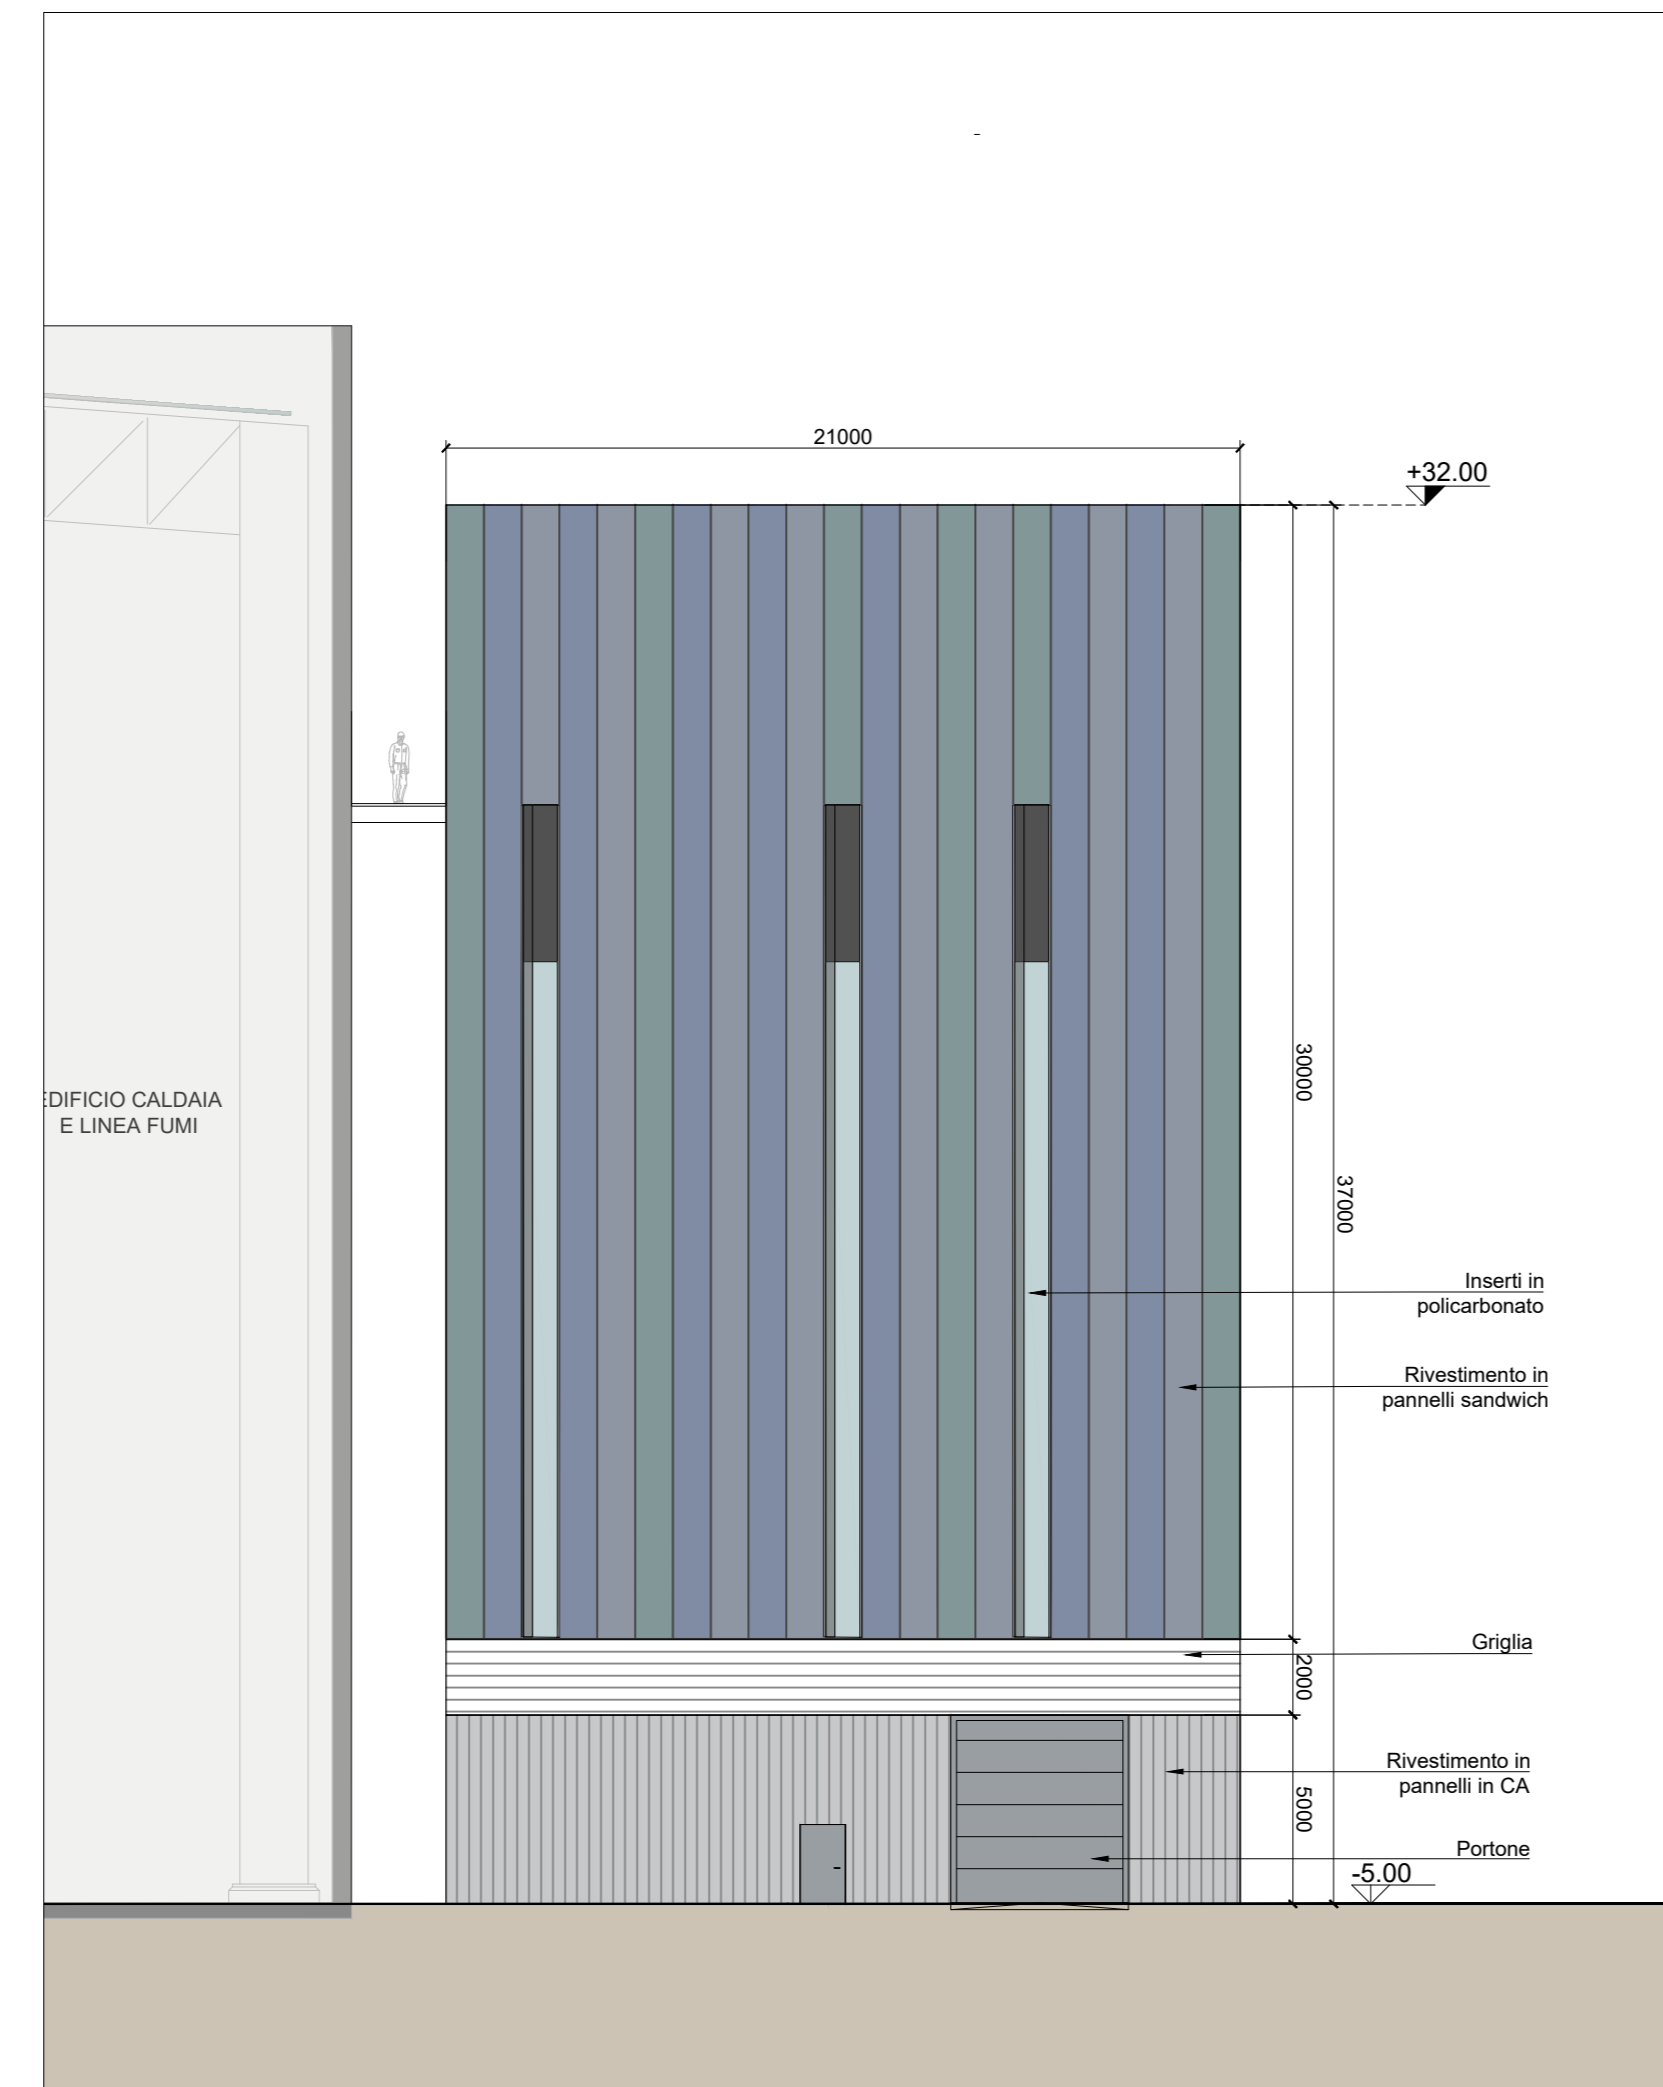 21000
+32.00
30000
37000
EDIFICIO CALDAIA
E LINEA FUMI
Inserti in
policarbonato
Rivestimento in
pannelli sandwich
Griglia
2000
Rivestimento in
pannelli in CA
5000
Portone
-5.00